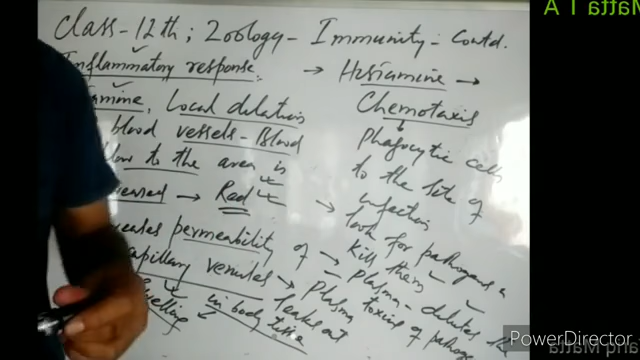 Class-12th; Zoology- Immunity- Contd.
Inflammatory response
Local dilation
blood vessels - Blood
to the area is
→ Red
permeability of
capillary venules → Plasma
leaks out
in body tissue
Swelling
→ Histamine →
Chemotaxis
Phagocytic cells
to the site of
infection
→ look for pathogens
kill them
→ Plasma - dilutes the
toxins of pathogens
PowerDirector